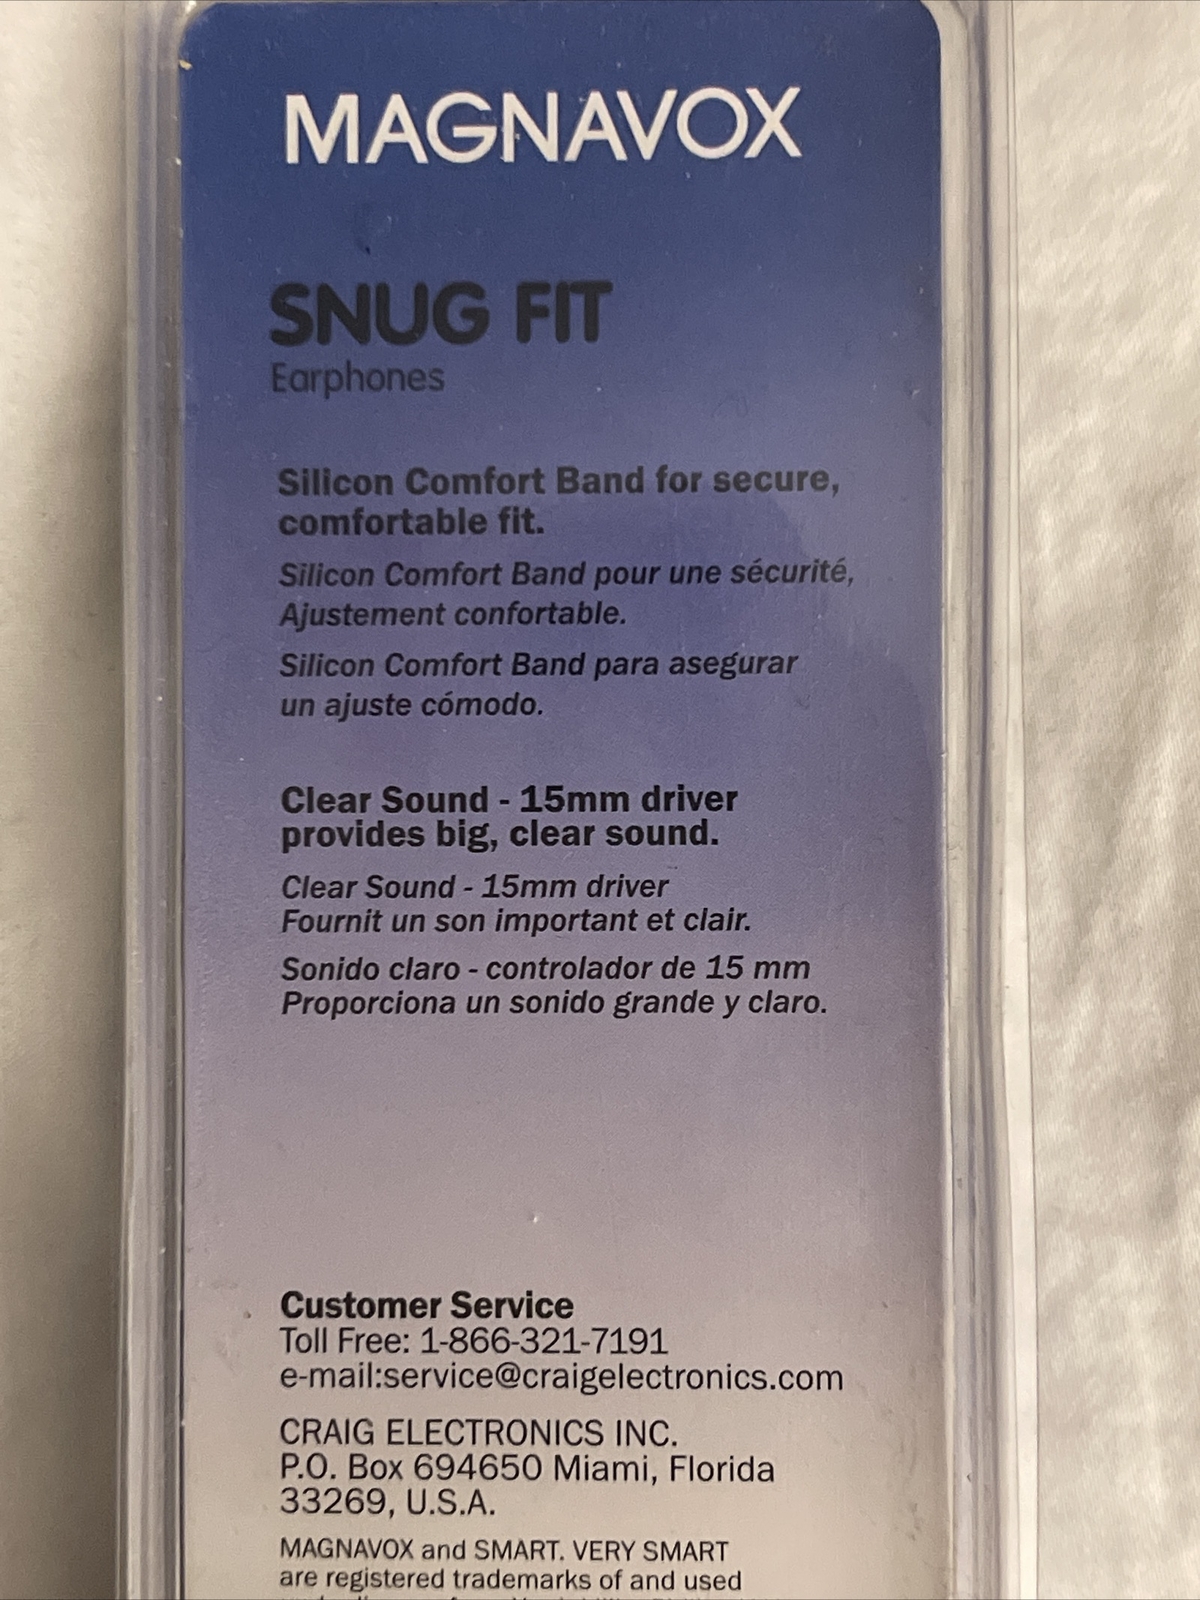 MAGNAVOX
SNUG FIT
Earphones
Silicon Comfort Band for secure,
comfortable fit.
Silicon Comfort Band pour une sécurité,
Ajustement confortable.
Silicon Comfort Band para asegurar
un ajuste cómodo.
Clear Sound - 15mm driver
provides big, clear sound.
Clear Sound - 15mm driver
Fournit un son important et clair.
Sonido claro - controlador de 15 mm
Proporciona un sonido grande y claro.
Customer Service
Toll Free: 1-866-321-7191
e-mail:service@craigelectronics.com
CRAIG ELECTRONICS INC.
P.O. Box 694650 Miami, Florida
33269, U.S.A.
MAGNAVOX and SMART. VERY SMART
are registered trademarks of and used